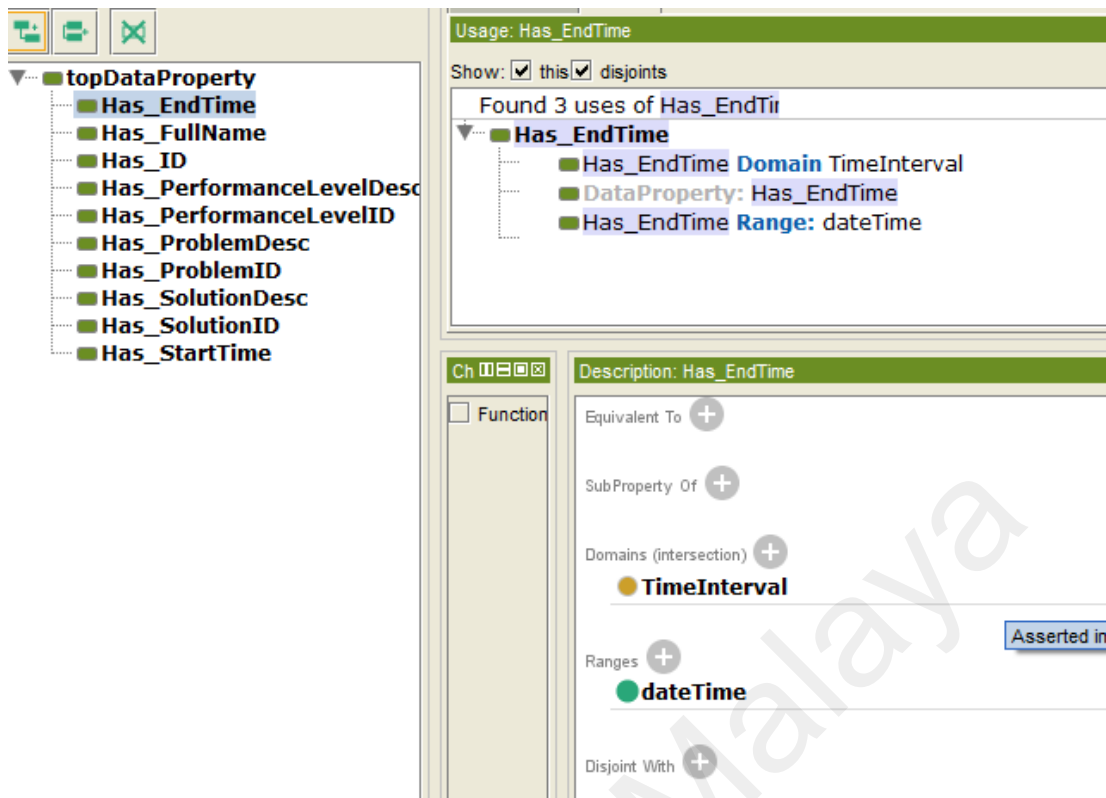 topDataProperty
Has_EndTime
Has_FullName
Has_ID
Has_PerformanceLevelDesc
Has_PerformanceLevelID
Has_ProblemDesc
Has_ProblemID
Has_SolutionDesc
Has_SolutionID
Has_StartTime
Usage: Has_EndTime
Show: this disjoints
Found 3 uses of Has_EndTi
Has_EndTime
Has_EndTime Domain TimeInterval
DataProperty: Has_EndTime
Has_EndTime Range: dateTime
Ch
Function
Description: Has_EndTime
Equivalent To
SubProperty Of
Domains (intersection)
TimeInterval
Asserted in
Ranges
dateTime
Disjoint With
Malaya